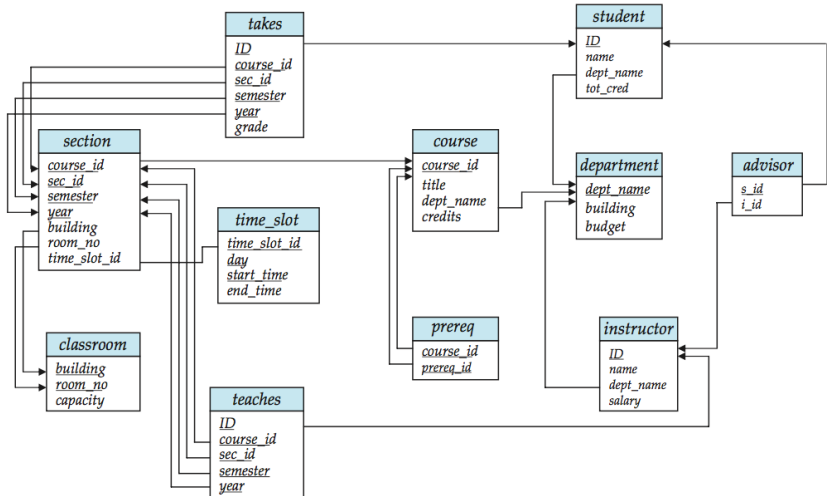 takes
ID
course_id
sec_id
semester
year
grade
student
ID
name
dept_name
tot_cred
section
course_id
sec_id
semester
year
building
room_no
time_slot_id
course
course_id
title
dept_name
credits
department
dept_name
building
budget
advisor
s_id
i_id
time_slot
time_slot_id
day
start_time
end_time
prereq
course_id
prereq_id
instructor
ID
name
dept_name
salary
classroom
building
room_no
capacity
teaches
ID
course_id
sec_id
semester
year